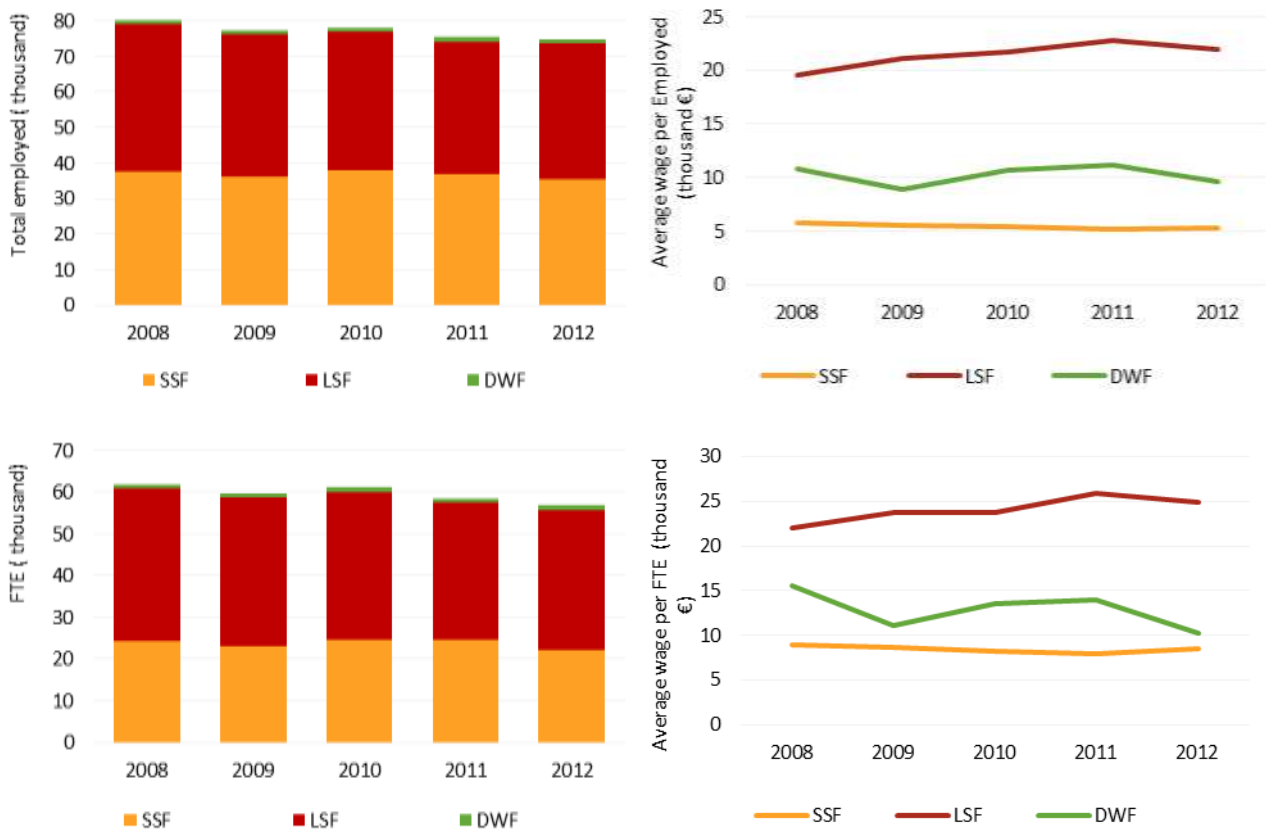 Total employed ( thousand)
80
70
60
50
40
30
20
10
0
2008 2009 2010 2011 2012
SSF LSF DWF
Average wage per Employed
(thousand €)
25
20
15
10
5
0
2008 2009 2010 2011 2012
SSF LSF DWF
FTE ( thousand)
70
60
50
40
30
20
10
0
2008 2009 2010 2011 2012
SSF LSF DWF
Average wage per FTE (thousand
€)
30
25
20
15
10
5
0
2008 2009 2010 2011 2012
SSF LSF DWF